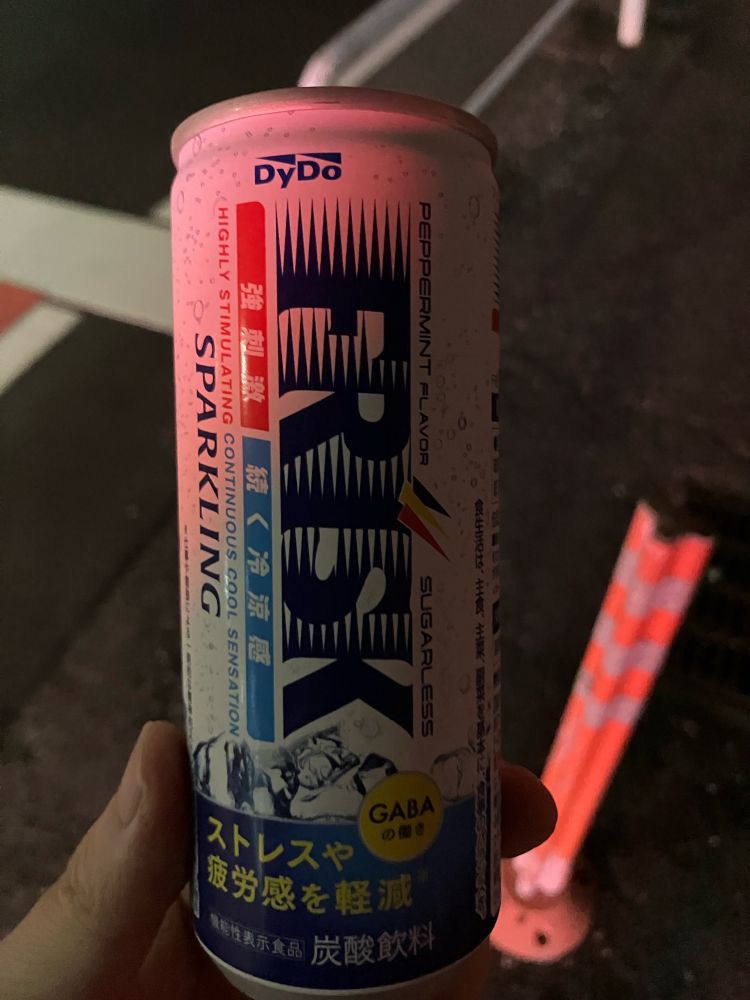 DyDo
PEPPERMINT FLAVOR
SUGARLESS
FRISK
強刺激
続く冷涼感
HIGHLY STIMULATING CONTINUOUS COOL SENSATION
SPARKLING
GABA
の働き
ストレスや
疲労感を軽減※
機能性表示食品
炭酸飲料